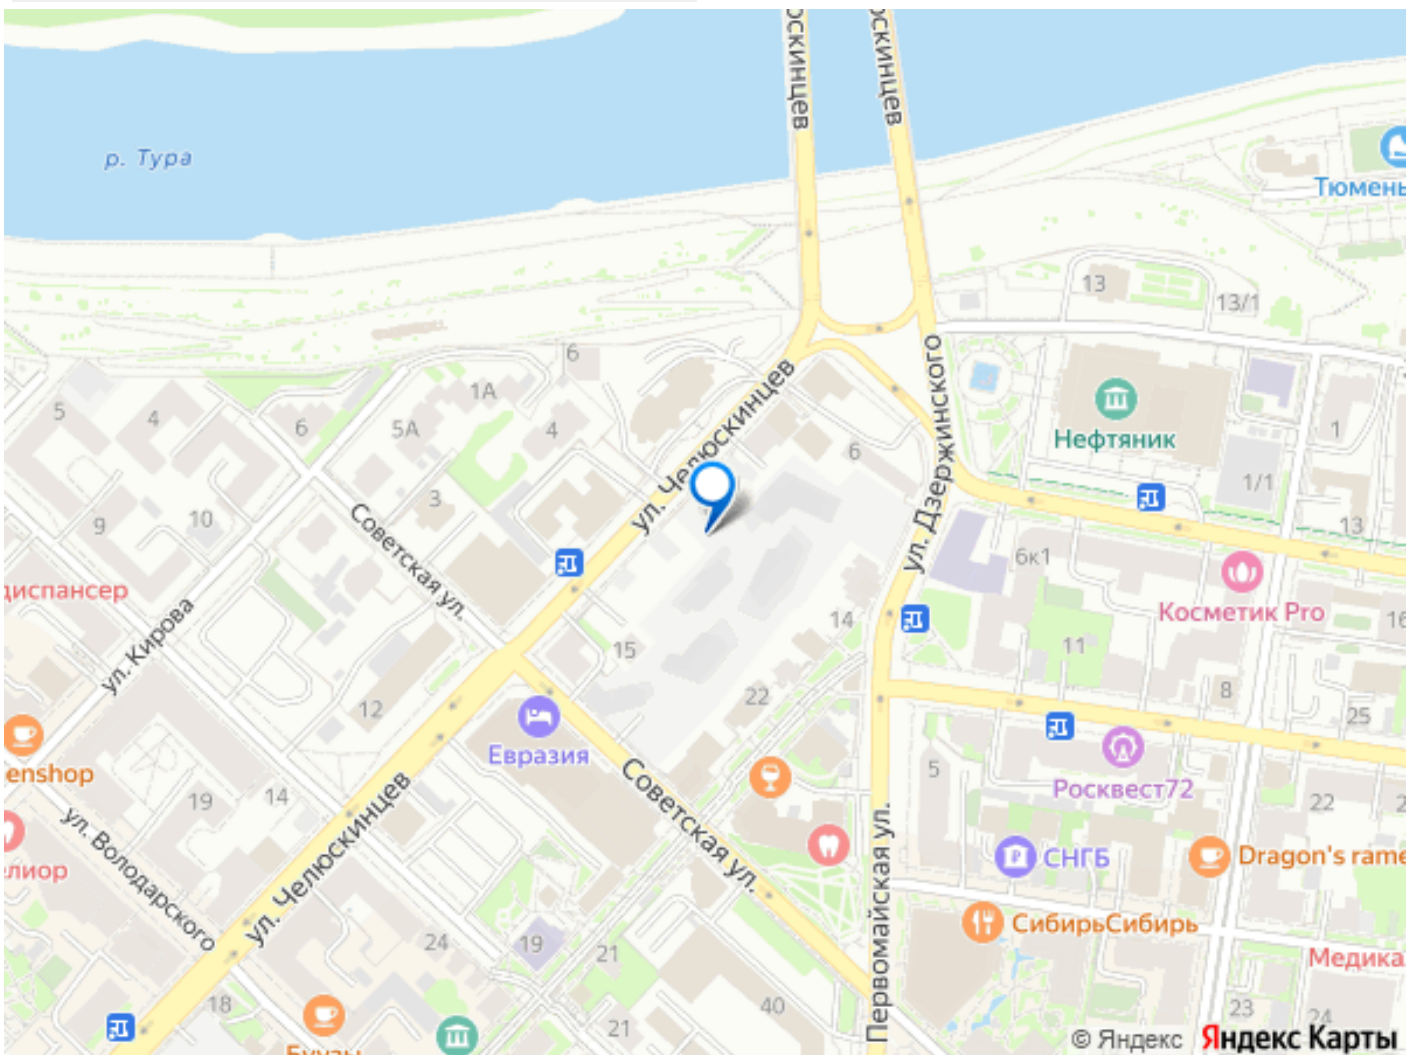 оскинцев
оскинцев
р. Тура
Тюмень
13
13/1
6
1А
ул. Челюскинцев
ул. Дзержинского
5
4
6
5А
4
Нефтяник
1
6
3
1/1
9
10
13
Советская ул.
6к1
диспансер
Косметик Pro
16
ул. Кирова
14
11
15
12
22
8
25
Евразия
enshop
Советская ул.
5
Росквест72
19
14
22
2
ул. Володарского
ул. Челюскинцев
Первомайская ул.
СНГБ
Dragon's rame
лиор
СибирьСибирь
24
19
21
Медика
18
40
21
23
24
© Яндекс Яндекс Карты